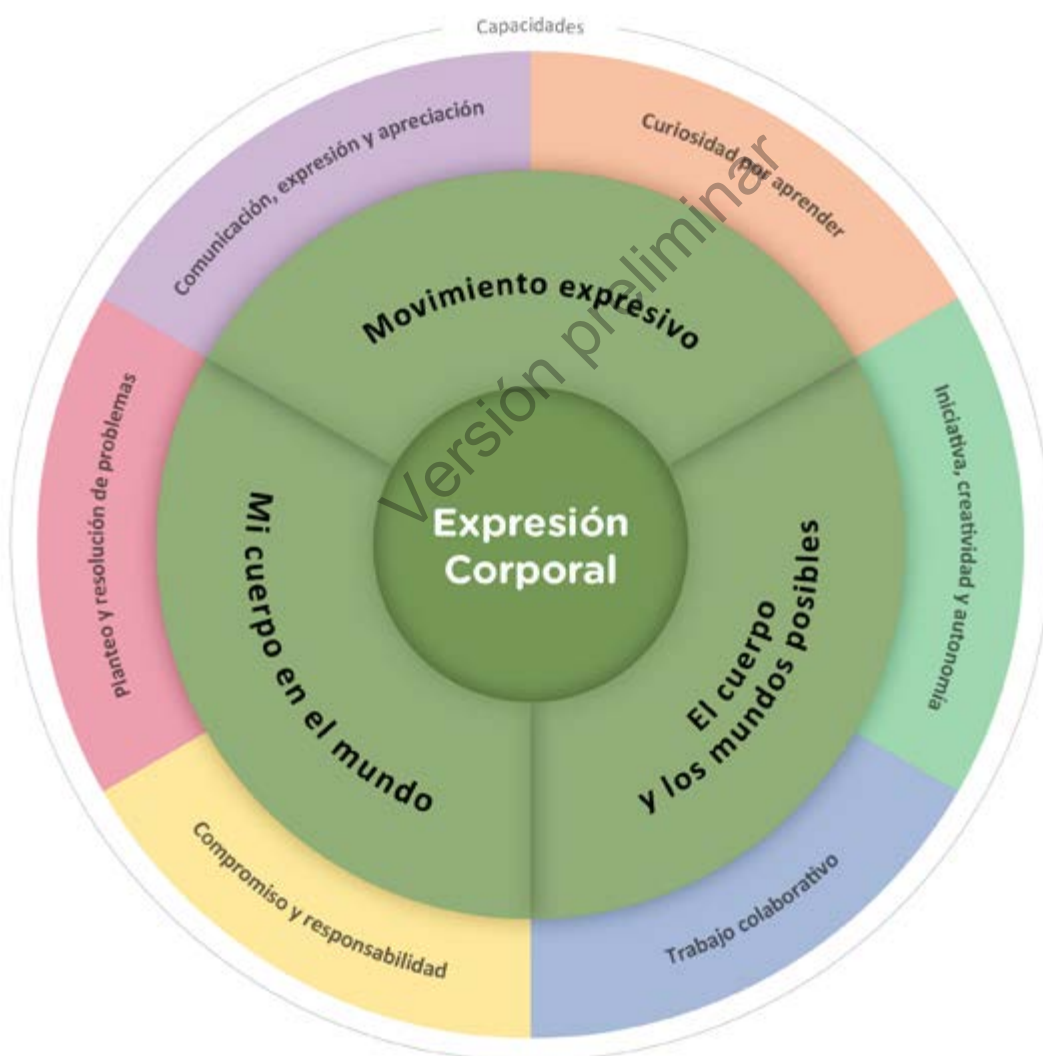 Capacidades
Comunicación, expresión y apreciación
Curiosidad por aprender
Iniciativa, creatividad y autonomía
Trabajo colaborativo
Compromiso y responsabilidad
Planteo y resolución de problemas
Movimiento expresivo
El cuerpo
y los mundos posibles
Mi cuerpo en el mundo
Expresión
Corporal
Versión preliminar